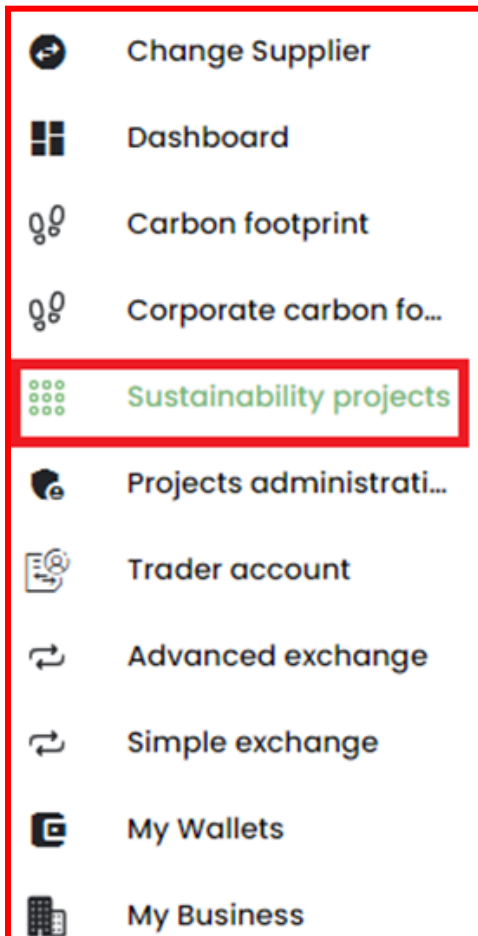 Change Supplier
Dashboard
Carbon footprint
Corporate carbon fo...
Sustainability projects
Projects administrati...
Trader account
Advanced exchange
Simple exchange
My Wallets
My Business